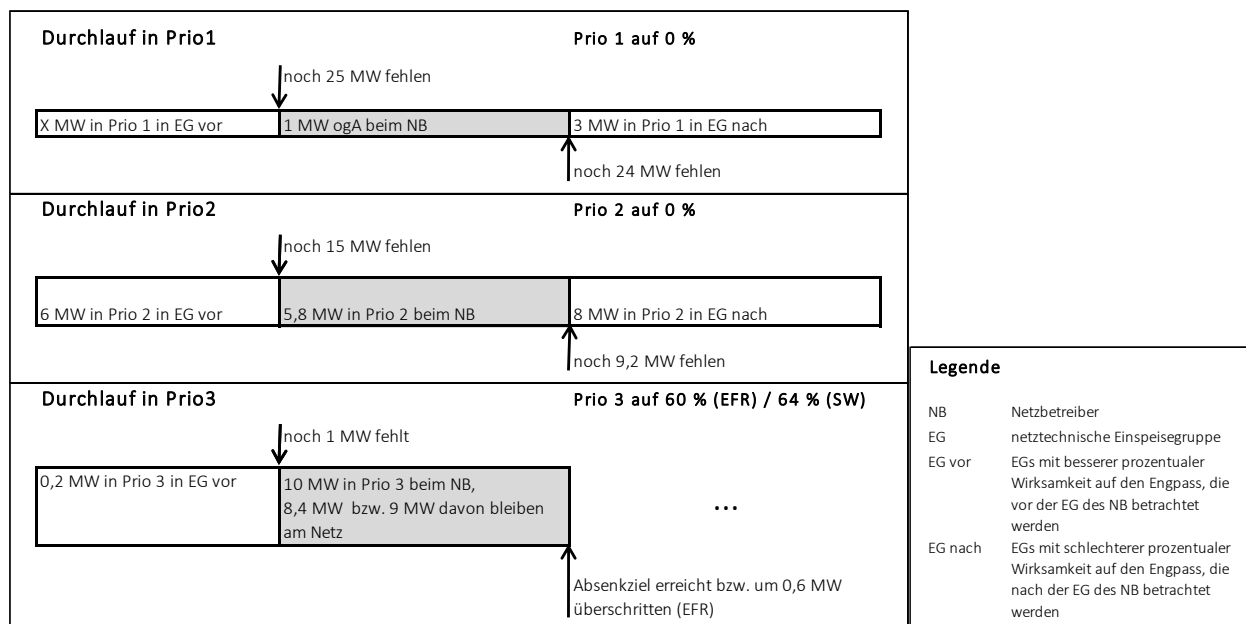 Durchlauf in Prio1
Prio 1 auf 0 %
noch 25 MW fehlen
X MW in Prio 1 in EG vor
1 MW ogA beim NB
3 MW in Prio 1 in EG nach
noch 24 MW fehlen
Durchlauf in Prio2
Prio 2 auf 0 %
noch 15 MW fehlen
6 MW in Prio 2 in EG vor
5,8 MW in Prio 2 beim NB
8 MW in Prio 2 in EG nach
noch 9,2 MW fehlen
Durchlauf in Prio3
Prio 3 auf 60 % (EFR) / 64 % (SW)
noch 1 MW fehlt
0,2 MW in Prio 3 in EG vor
10 MW in Prio 3 beim NB,
8,4 MW bzw. 9 MW davon bleiben
am Netz
...
Absenkziel erreicht bzw. um 0,6 MW
überschritten (EFR)
Legende
NB Netzbetreiber
EG netztechnische Einspeisegruppe
EG vor EGs mit besserer prozentualer
Wirksamkeit auf den Engpass, die
vor der EG des NB betrachtet
werden
EG nach EGs mit schlechterer prozentualer
Wirksamkeit auf den Engpass, die
nach der EG des NB betrachtet
werden